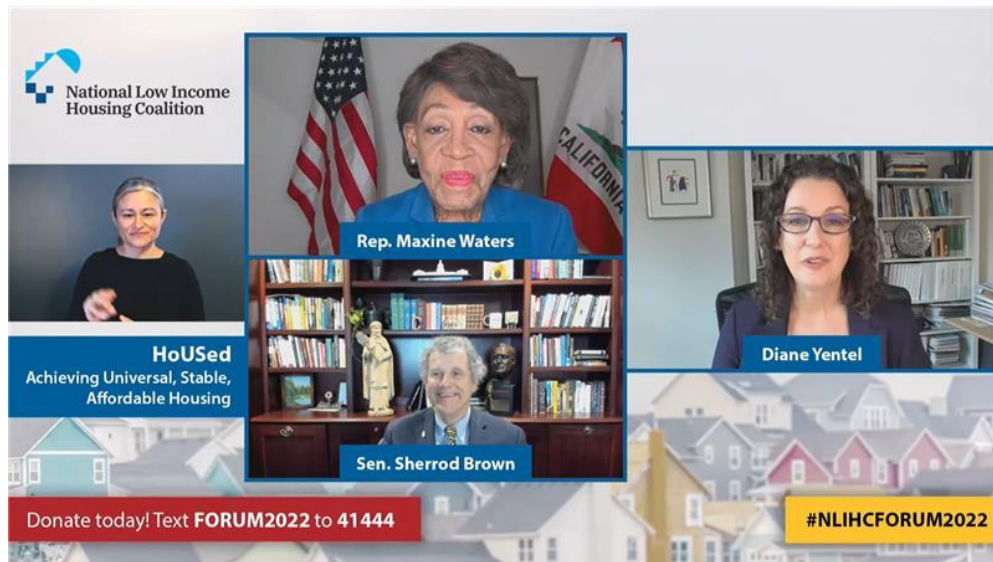 National Low Income
Housing Coalition
CALIFORNIA
Rep. Maxine Waters
Diane Yentel
HoUSed
Achieving Universal, Stable,
Affordable Housing
Sen. Sherrod Brown
Donate today! Text FORUM2022 to 41444
#NLIHCFORUM2022